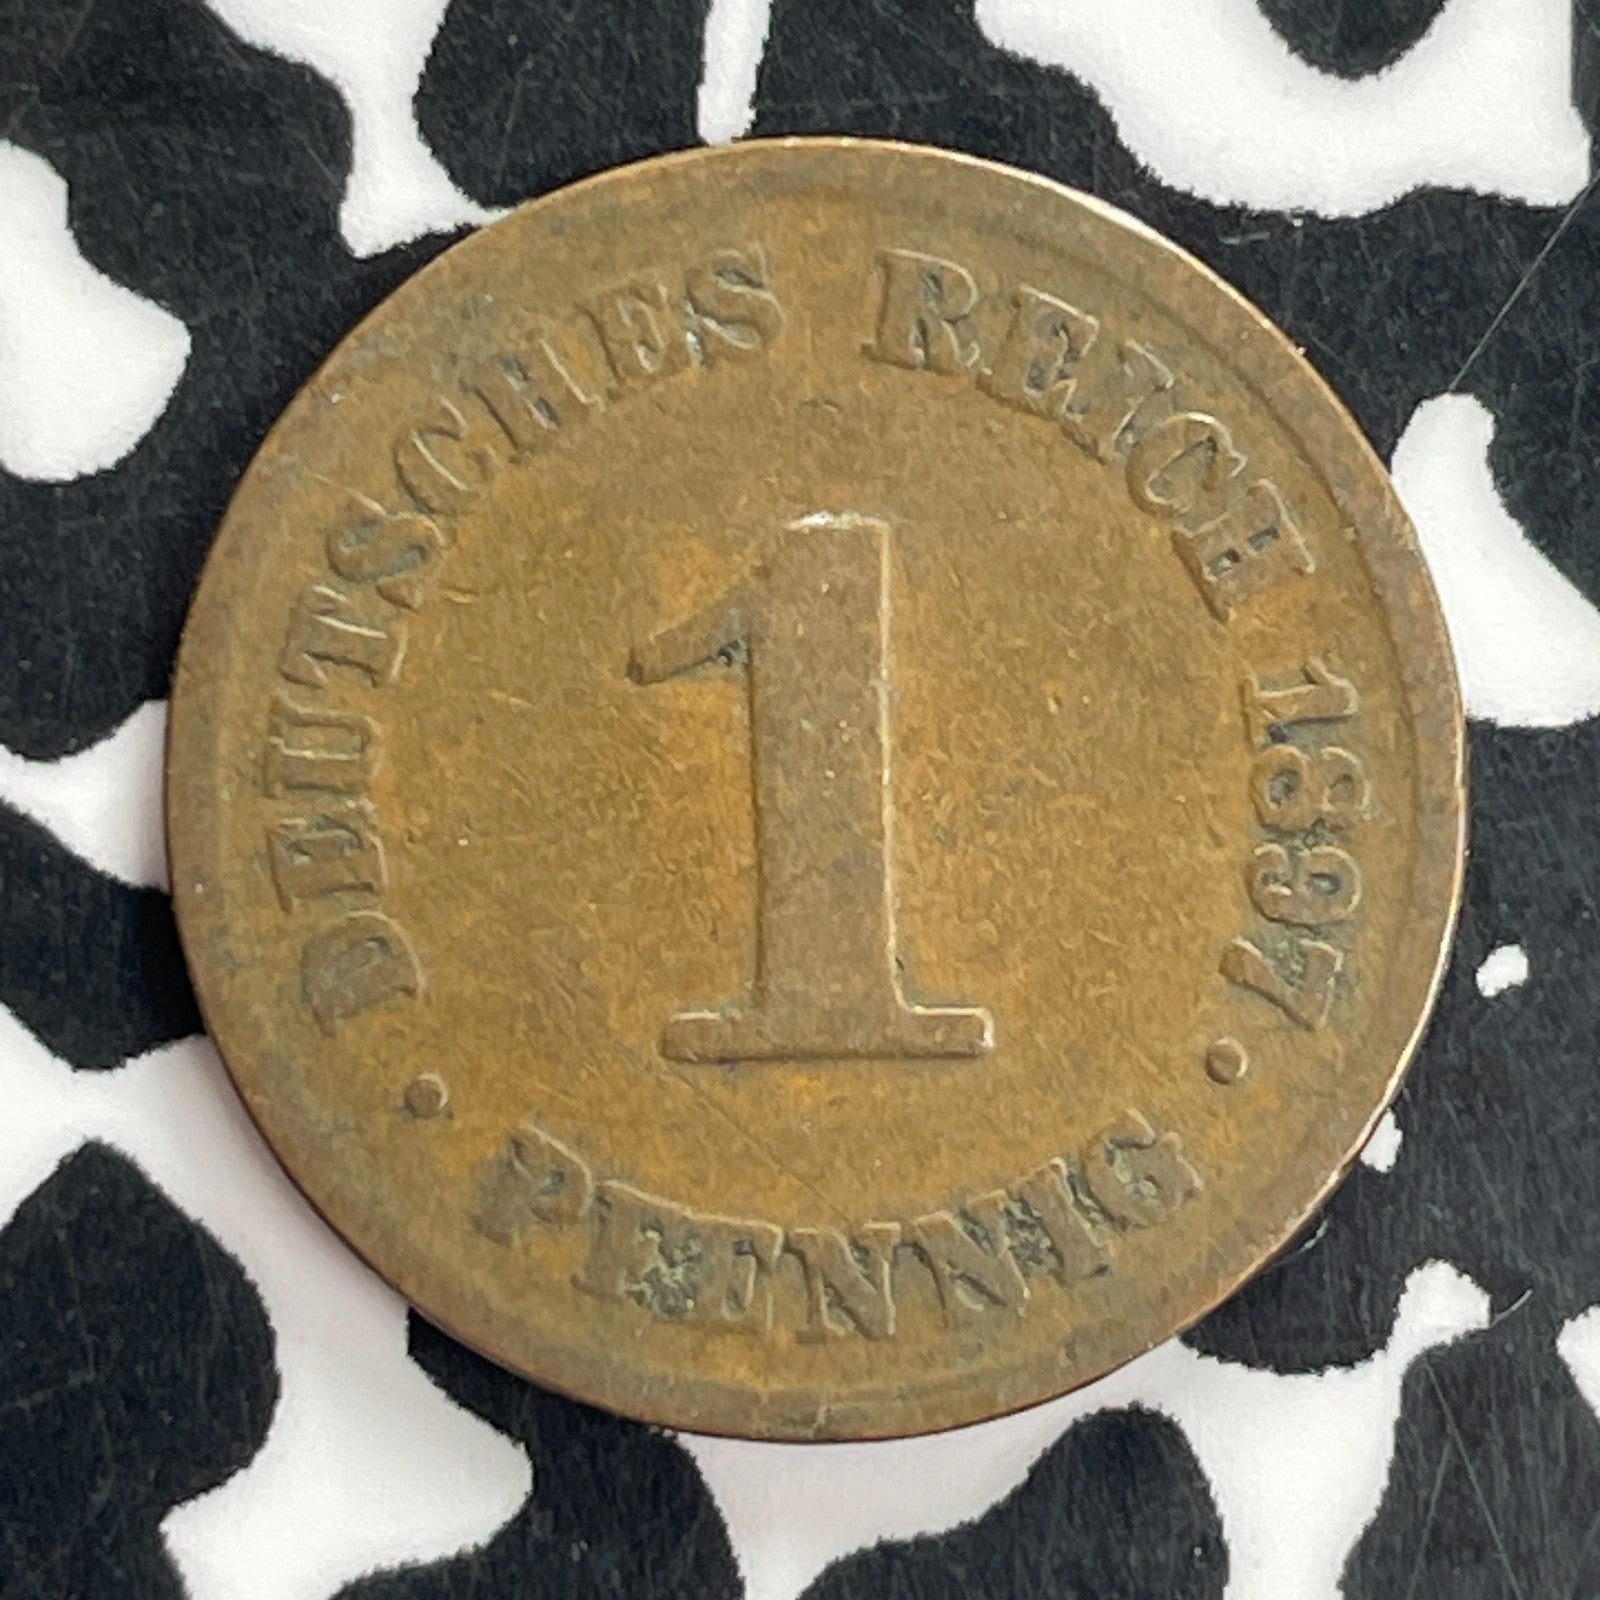 DEUTSCHES REICH 1897
1
• PFENNIG •